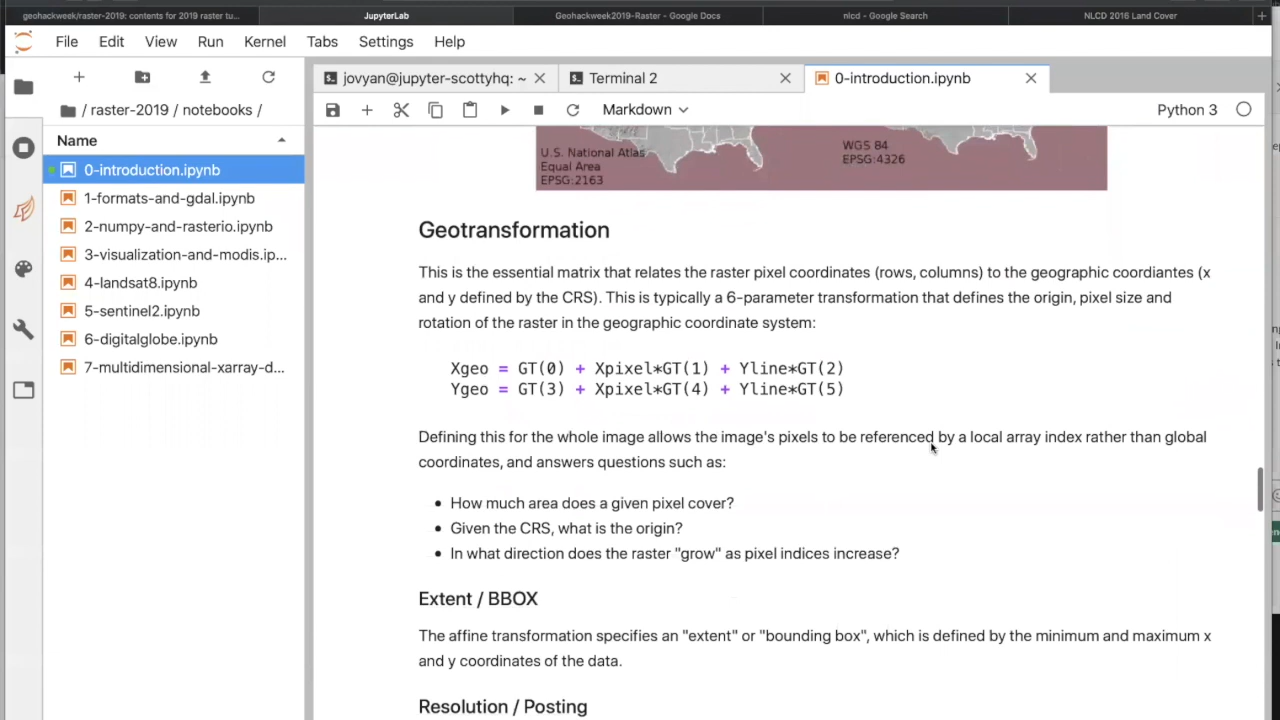 geohackweek/raster-2019: contents for 2019 raster tu...
JupyterLab
Geohackweek2019-Raster - Google Docs
nlcd - Google Search
NLCD 2016 Land Cover
File Edit View Run Kernel Tabs Settings Help
jovyan@jupyter-scottyhq: ~
Terminal 2
0-introduction.ipynb
/ raster-2019 / notebooks /
Markdown
Python 3
Name
0-introduction.ipynb
1-formats-and-gdal.ipynb
2-numpy-and-rasterio.ipynb
3-visualization-and-modis.ip...
4-landsat8.ipynb
5-sentinel2.ipynb
6-digitalglobe.ipynb
7-multidimensional-xarray-d...
U.S. National Atlas
Equal Area
EPSG:2163
WGS 84
EPSG:4326
Geotransformation
This is the essential matrix that relates the raster pixel coordinates (rows, columns) to the geographic coordiantes (x
and y defined by the CRS). This is typically a 6-parameter transformation that defines the origin, pixel size and
rotation of the raster in the geographic coordinate system:
Xgeo = GT(0) + Xpixel*GT(1) + Yline*GT(2)
Ygeo = GT(3) + Xpixel*GT(4) + Yline*GT(5)
Defining this for the whole image allows the image's pixels to be referenced by a local array index rather than global
coordinates, and answers questions such as:
• How much area does a given pixel cover?
• Given the CRS, what is the origin?
• In what direction does the raster "grow" as pixel indices increase?
Extent / BBOX
The affine transformation specifies an "extent" or "bounding box", which is defined by the minimum and maximum x
and y coordinates of the data.
Resolution / Posting